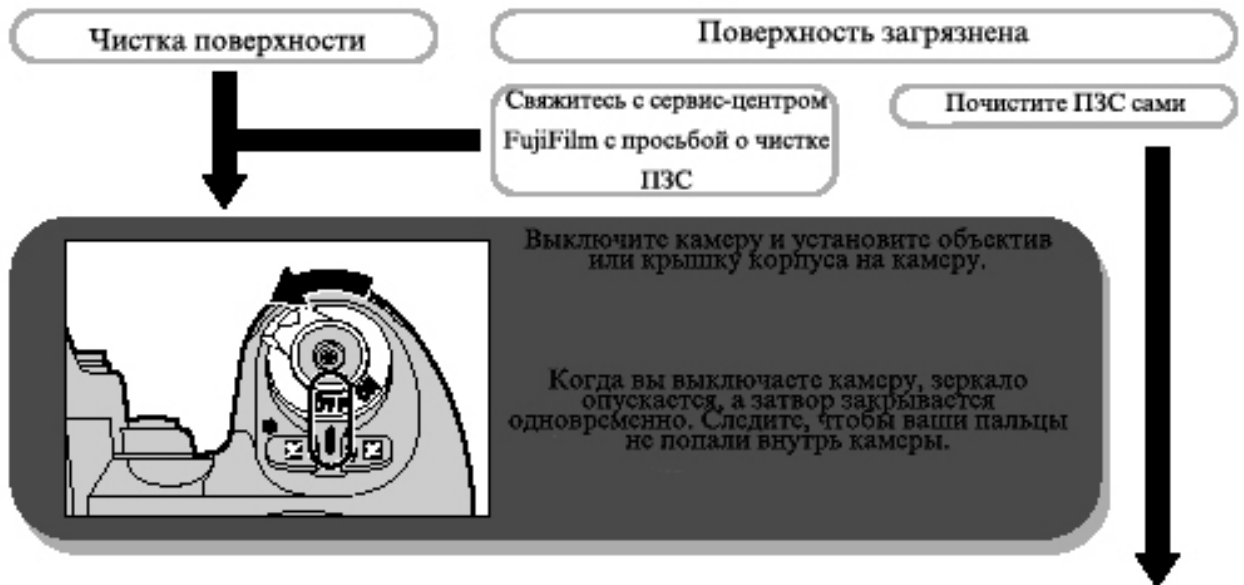 Чистка поверхности
Поверхность загрязнена
Свяжитесь с сервис-центром
FujiFilm с просьбой о чистке
ПЗС
Почистите ПЗС сами
Выключите камеру и установите объектив
или крышку корпуса на камеру.
Когда вы выключаете камеру, зеркало
опускается, а затвор закрывается
одновременно. Следите, чтобы ваши пальцы
не попали внутрь камеры.